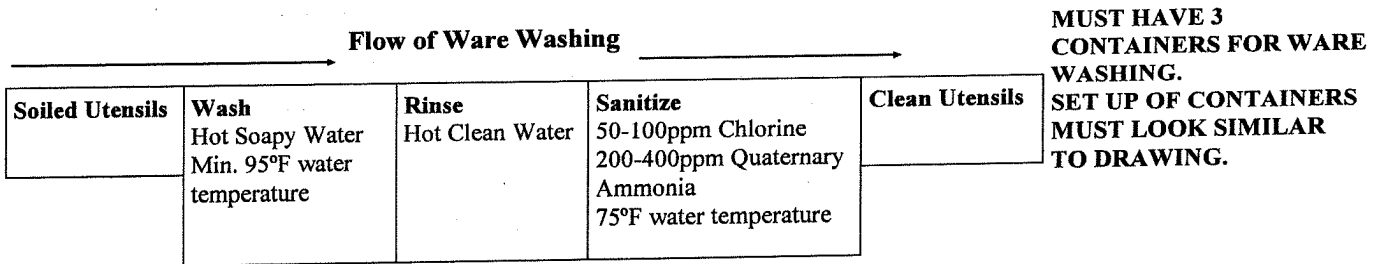 Flow of Ware Washing
Soiled Utensils
Wash
Hot Soapy Water
Min. 95ºF water
temperature
Rinse
Hot Clean Water
Sanitize
50-100ppm Chlorine
200-400ppm Quaternary
Ammonia
75ºF water temperature
Clean Utensils
MUST HAVE 3
CONTAINERS FOR WARE
WASHING.
SET UP OF CONTAINERS
MUST LOOK SIMILAR
TO DRAWING.